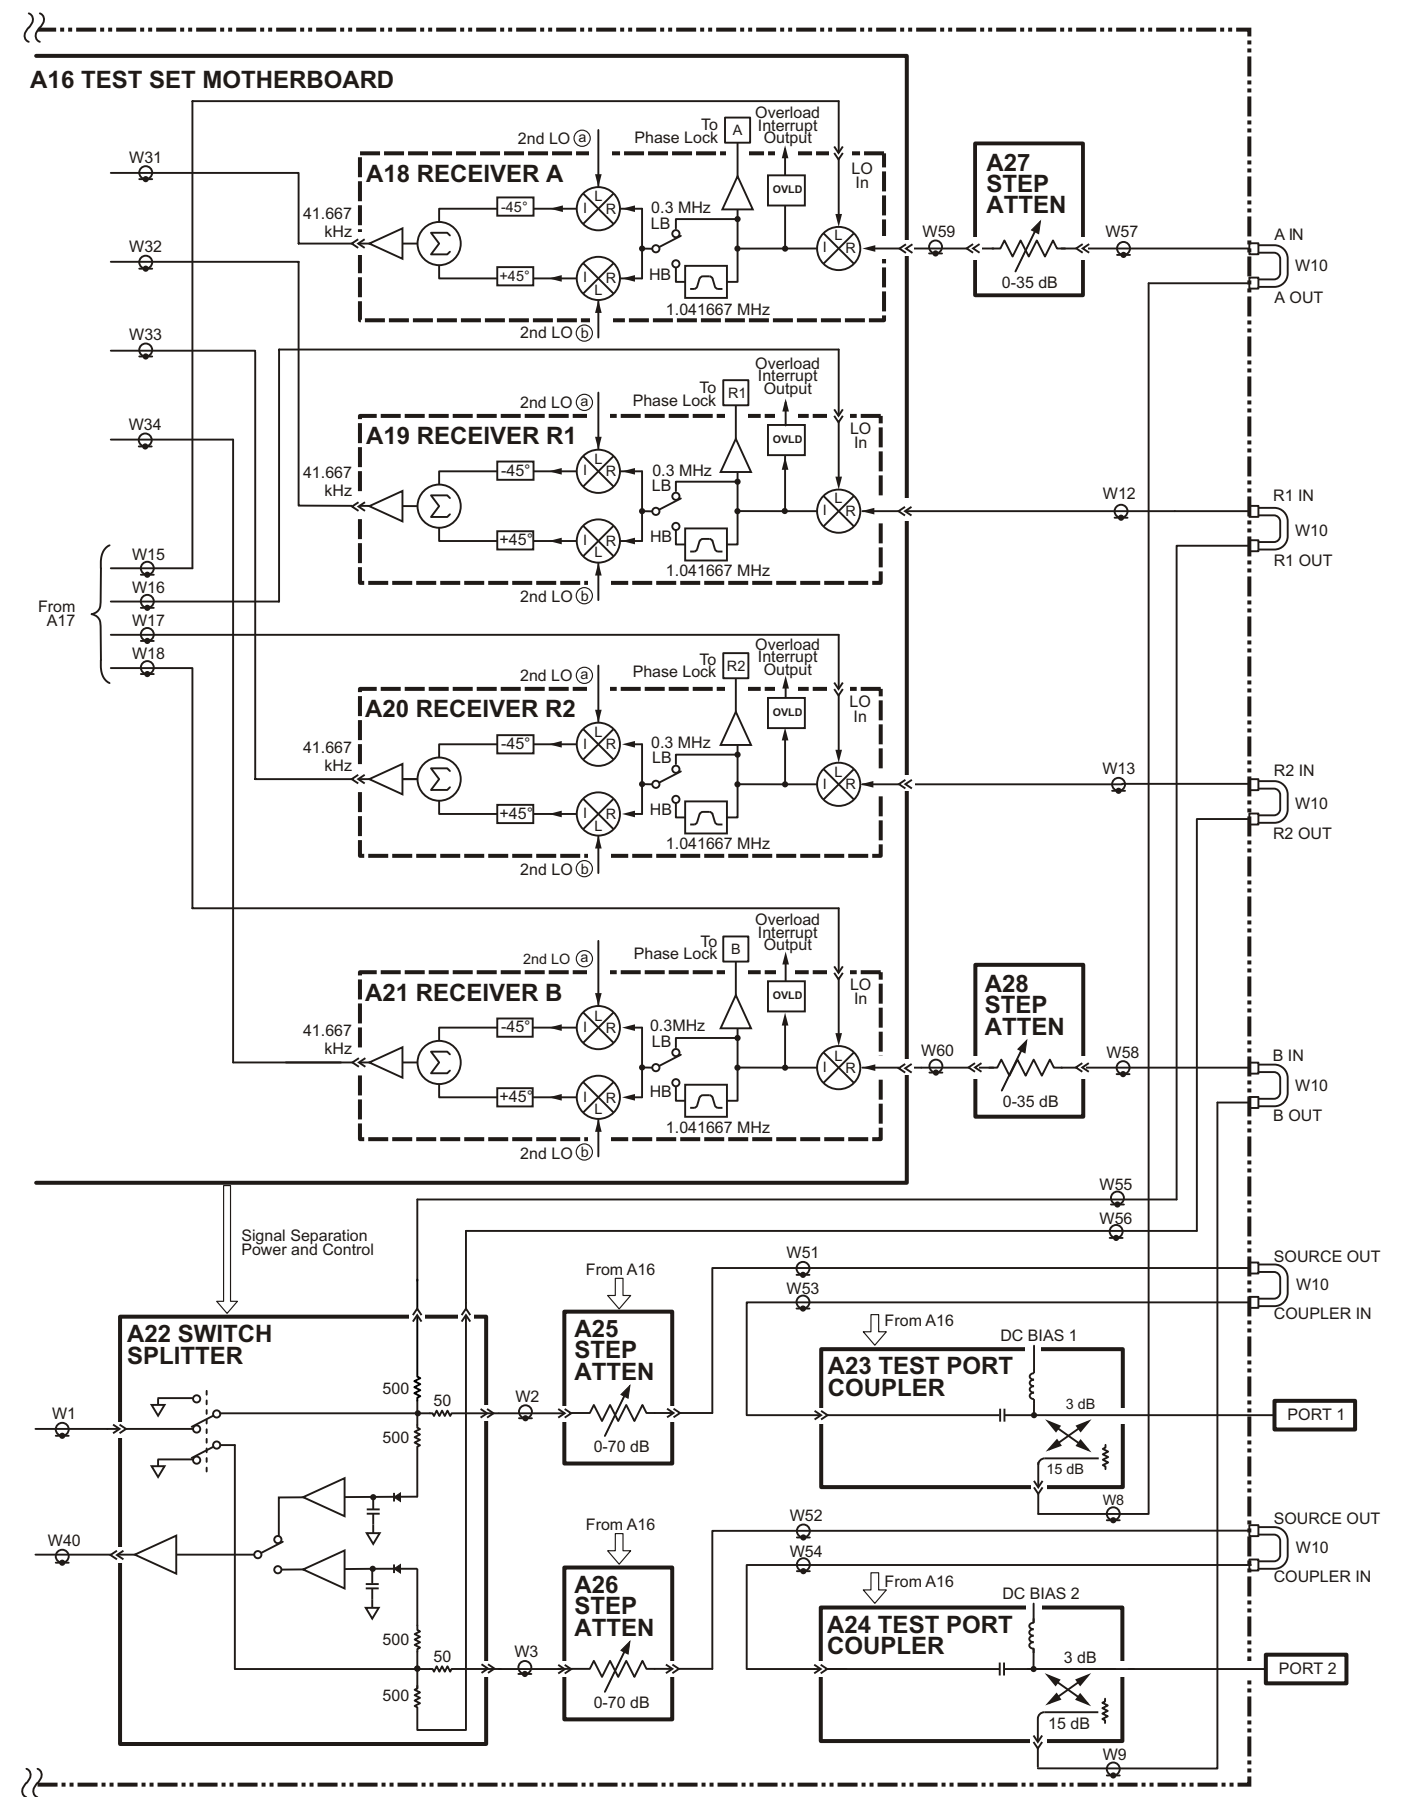 A16 TEST SET MOTHERBOARD
W31
W32
W33
W34
From
A17
W15
W16
W17
W18
2nd LO a
To
Phase Lock
A
Overload
Interrupt
Output
A18 RECEIVER A
LO
In
OVLD
41.667
kHz
Σ
-45°
+45°
I L R
I R L
0.3 MHz
LB
HB
1.041667 MHz
I L R
2nd LO b
W59
A27
STEP
ATTEN
0-35 dB
W57
A IN
W10
A OUT
2nd LO a
To
Phase Lock
R1
Overload
Interrupt
Output
A19 RECEIVER R1
LO
In
OVLD
41.667
kHz
Σ
-45°
+45°
I L R
I R L
0.3 MHz
LB
HB
1.041667 MHz
I L R
2nd LO b
W12
R1 IN
W10
R1 OUT
2nd LO a
To
Phase Lock
R2
Overload
Interrupt
Output
A20 RECEIVER R2
LO
In
OVLD
41.667
kHz
Σ
-45°
+45°
I L R
I R L
0.3 MHz
LB
HB
1.041667 MHz
I L R
2nd LO b
W13
R2 IN
W10
R2 OUT
2nd LO a
To
Phase Lock
B
Overload
Interrupt
Output
A21 RECEIVER B
LO
In
OVLD
41.667
kHz
Σ
-45°
+45°
I L R
I R L
0.3MHz
LB
HB
1.041667 MHz
I L R
2nd LO b
W60
A28
STEP
ATTEN
0-35 dB
W58
B IN
W10
B OUT
W55
W56
Signal Separation
Power and Control
A22 SWITCH
SPLITTER
W1
W40
500
50
500
500
50
500
W2
W3
From A16
A25
STEP
ATTEN
0-70 dB
W51
W53
SOURCE OUT
W10
COUPLER IN
From A16
DC BIAS 1
A23 TEST PORT
COUPLER
3 dB
15 dB
PORT 1
W8
From A16
A26
STEP
ATTEN
0-70 dB
W52
W54
SOURCE OUT
W10
COUPLER IN
From A16
DC BIAS 2
A24 TEST PORT
COUPLER
3 dB
15 dB
PORT 2
W9